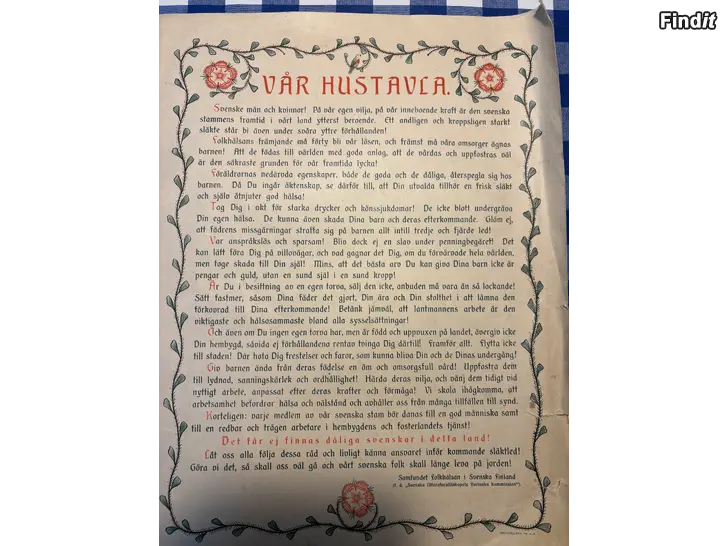 Findit
VÅR HUSTAVLA.
Svenske män och kvinnor! På vår egen vilja, på vår inneboende kraft är den svenska
stammens framtid i vårt land ytterst beroende. Ett andligen och kroppsligen starkt
släkte står bi även under svåra yttre förhållanden!
Folkhälsans främjande må förty bli vår lösen, och främst må våra omsorger ägnas
barnen! Att de födas till världen med goda anlag, att de vårdas och uppfostras väl
är den säkraste grunden för vår framtida lycka!
Föräldrarnas nedärvda egenskaper, både de goda och de dåliga, återspegla sig hos
barnen. Då Du ingår äktenskap, se därför till, att Din utvalda tillhör en frisk släkt
och själv åtnjuter god hälsa!
Tag Dig i akt för starka drycker och könssjukdomar! De icke blott undergräva
Din egen hälsa. De kunna även skada Dina barn och deras efterkommande. Glöm ej,
att fädrens missgärningar straffa sig på barnen allt intill tredje och fjärde led!
Var anspråkslös och sparsam! Bliv dock ej en slav under penningbegäret! Det
kan lätt föra Dig på villovägar, och vad gagnar det Dig, om du förvärvade hela världen,
men toge skada till Din själ! Mins, att det bästa arv Du kan giva Dina barn icke är
pengar och guld, utan en sund själ i en sund kropp!
Är Du i besittning av en egen torva, sälj den icke, anbuden må vara än så lockande!
Sätt fastmer, såsom Dina fäder det gjort, Din ära och Din stolthet i att lämna den
förkovrad till Dina efterkommande! Betänk jämväl, att lantmannens arbete är den
viktigaste och hälsosammaste bland alla sysselsättningar!
Och även om Du ingen egen torva har, men är född och uppvuxen på landet, övergiv icke
Din hembygd, såvida ej förhållandena rentav tvinga Dig därtill! Framför allt. Flytta icke
till staden! Där hota Dig frestelser och faror, som kunna bliva Din och de Dinas undergång!
Giv barnen ända från deras födelse en öm och omsorgsfull vård! Uppfostra dem
till lydnad, sanningskärlek och ordhållighet! Härda deras vilja, och vänj dem tidigt vid
nyttigt arbete, anpassat efter deras krafter och förmåga! Vi skola ihågkomma, att
arbetsamhet befordrar hälsa och välstånd och avhåller oss från många tillfällen till synd.
Korteligen: varje medlem av vår svenska stam bör danas till en god människa samt
till en redbar och trägen arbetare i hembygdens och fosterlandets tjänst!
Det får ej finnas dåliga svenskar i detta land!
Låt oss alla följa dessa råd och livligt känna ansvaret inför kommande släktled!
Göra vi det, så skall oss väl gå och vårt svenska folk skall länge leva på jorden!
Samfundet Folkhälsan i Svenska Finland
(f. d. „Svenska Litteratursällskapets Florinska Kommission”).